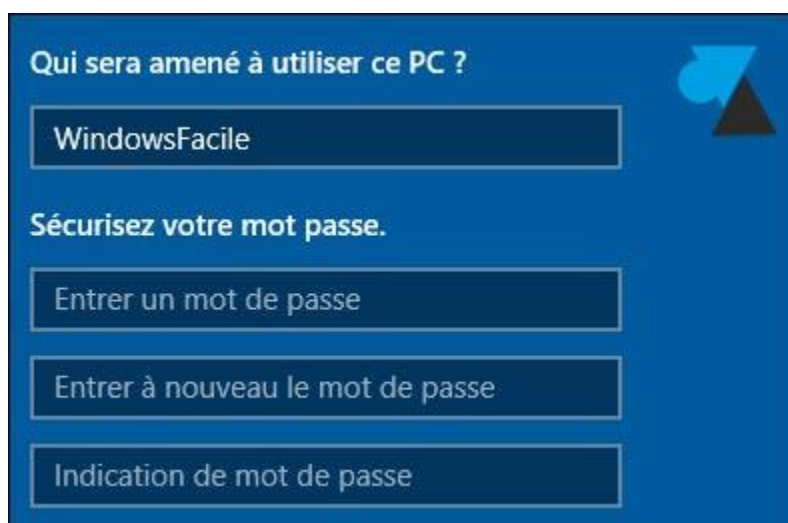 Qui sera amené à utiliser ce PC ?
WindowsFacile
Sécurisez votre mot passe.
Entrer un mot de passe
Entrer à nouveau le mot de passe
Indication de mot de passe